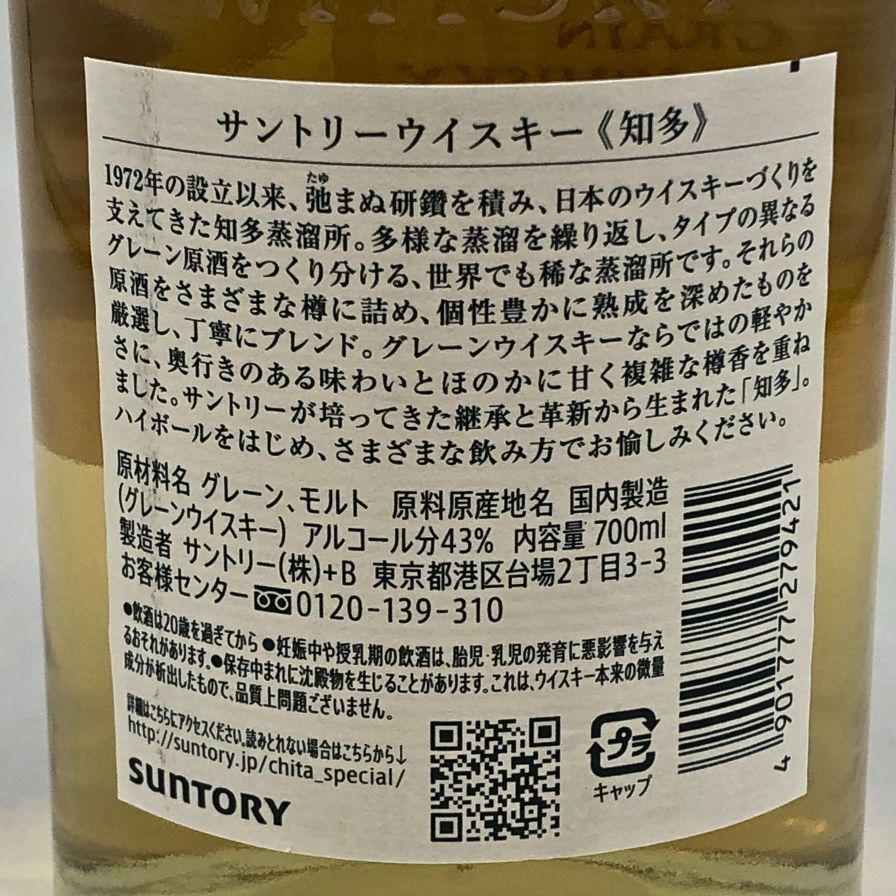 GRAIN
サントリーウイスキー《知多》
1972年の設立以来、弛まぬ研鑽を積み、日本のウイスキーづくりを
たゆ
支えてきた知多蒸溜所。多様な蒸溜を繰り返し、タイプの異なる
グレーン原酒をつくり分ける、世界でも稀な蒸溜所です。それらの
原酒をさまざまな樽に詰め、個性豊かに熟成を深めたものを
厳選し、丁寧にブレンド。グレーンウイスキーならではの軽やか
さに、奥行きのある味わいとほのかに甘く複雑な樽香を重ね
ました。サントリーが培ってきた継承と革新から生まれた「知多」。
ハイボールをはじめ、さまざまな飲み方でお愉しみください。
原材料名 グレーン、モルト 原料原産地名 国内製造
(グレーンウイスキー) アルコール分43% 内容量 700ml
製造者 サントリー(株)+B 東京都港区台場2丁目3-3
お客様センター 0120-139-310
●飲酒は20歳を過ぎてから ●妊娠中や授乳期の飲酒は、胎児・乳児の発育に悪影響を与え
るおそれがあります。●保存中まれに沈殿物を生じることがあります。これは、ウイスキー本来の微量
成分が析出したもので、品質上問題ございません。
詳細はこちらにアクセスください。読みとれない場合はこちらから↓
http://suntory.jp/chita_special/
SUNTORY
プラ
キャップ
4 901777 279421